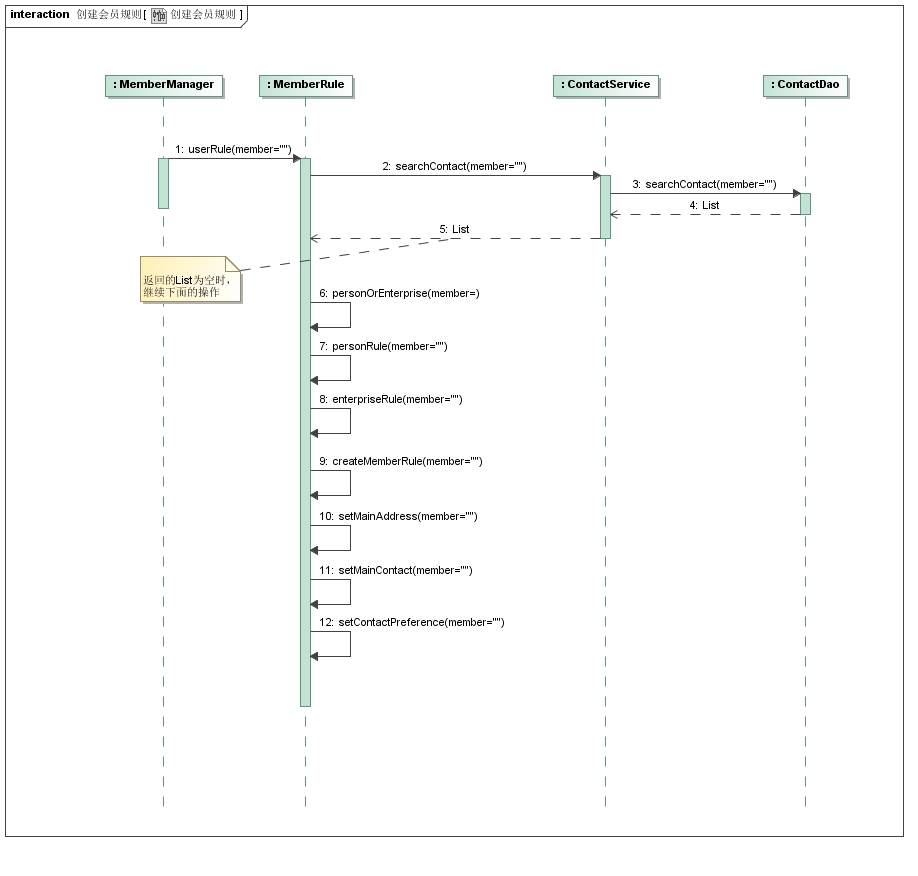 interaction 创建会员规则[ 创建会员规则 ]
: MemberManager
: MemberRule
: ContactService
: ContactDao
1: userRule(member="")
2: searchContact(member="")
3: searchContact(member="")
4: List
5: List
返回的List为空时，
继续下面的操作
6: personOrEnterprise(member=)
7: personRule(member="")
8: enterpriseRule(member="")
9: createMemberRule(member="")
10: setMainAddress(member="")
11: setMainContact(member="")
12: setContactPreference(member="")